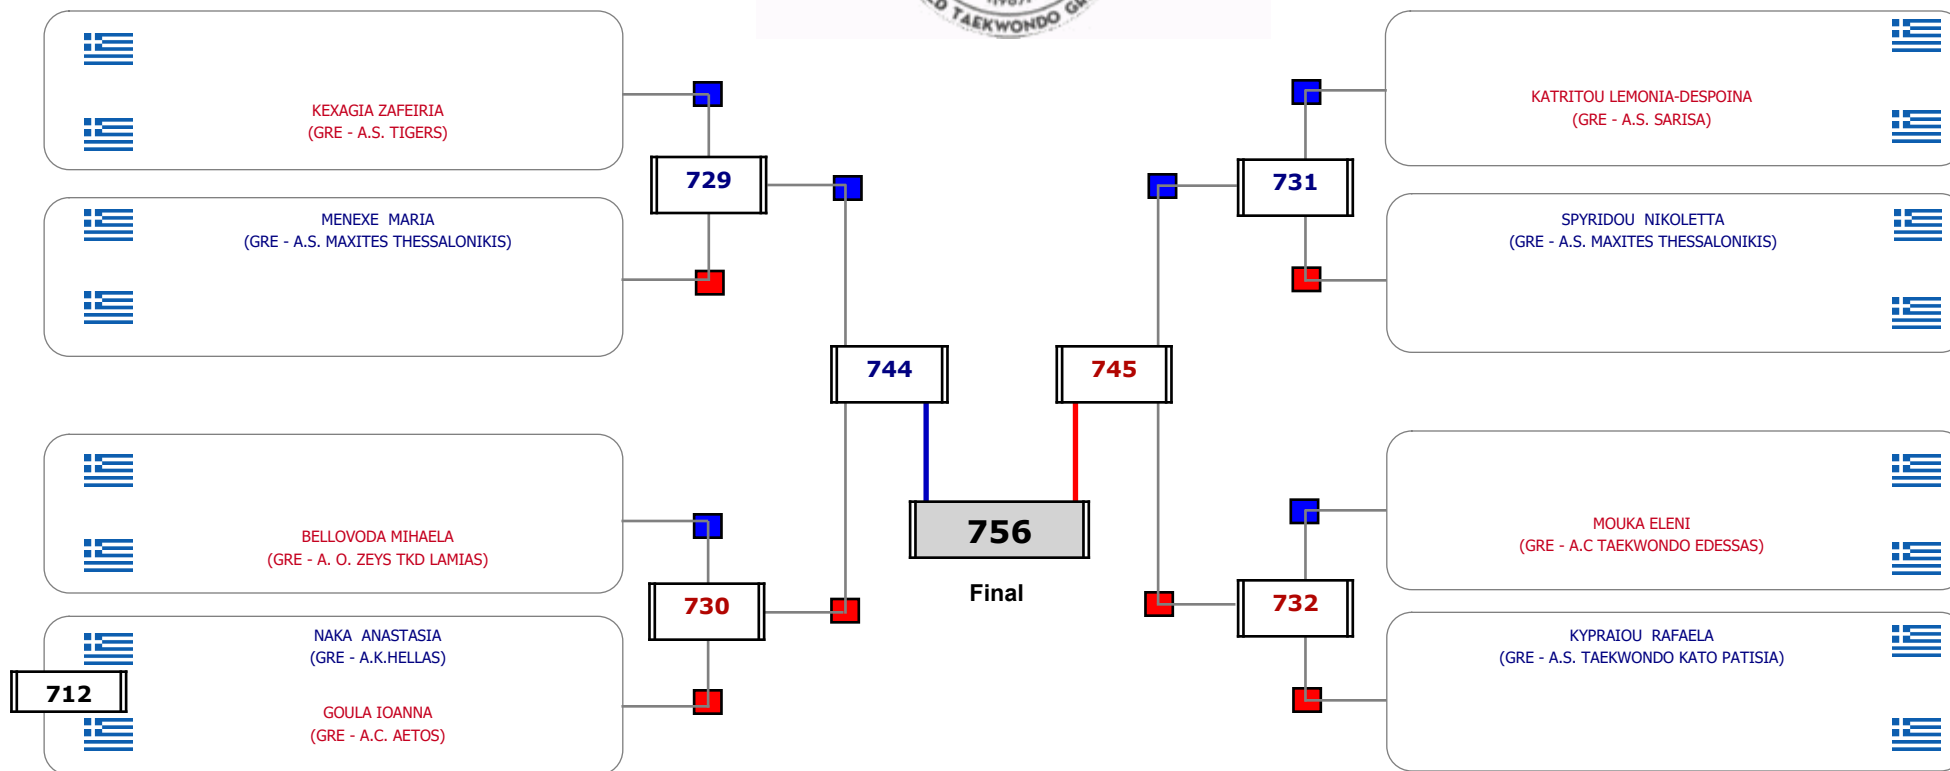 TAEKWONDO
KEXAGIA ZAFEIRIA
(GRE - A.S. TIGERS)
MENEXE MARIA
(GRE - A.S. MAXITES THESSALONIKIS)
BELLOVODA MIHAELA
(GRE - A. O. ZEYS TKD LAMIAS)
NAKA ANASTASIA
(GRE - A.K.HELLAS)
712
GOULA IOANNA
(GRE - A.C. AETOS)
729
730
744
756
Final
745
731
732
KATRITOU LEMONIA-DESPOINA
(GRE - A.S. SARISA)
SPYRIDOU NIKOLETTA
(GRE - A.S. MAXITES THESSALONIKIS)
MOUKA ELENI
(GRE - A.C TAEKWONDO EDESSAS)
KYPRAIOU RAFAELA
(GRE - A.S. TAEKWONDO KATO PATISIA)